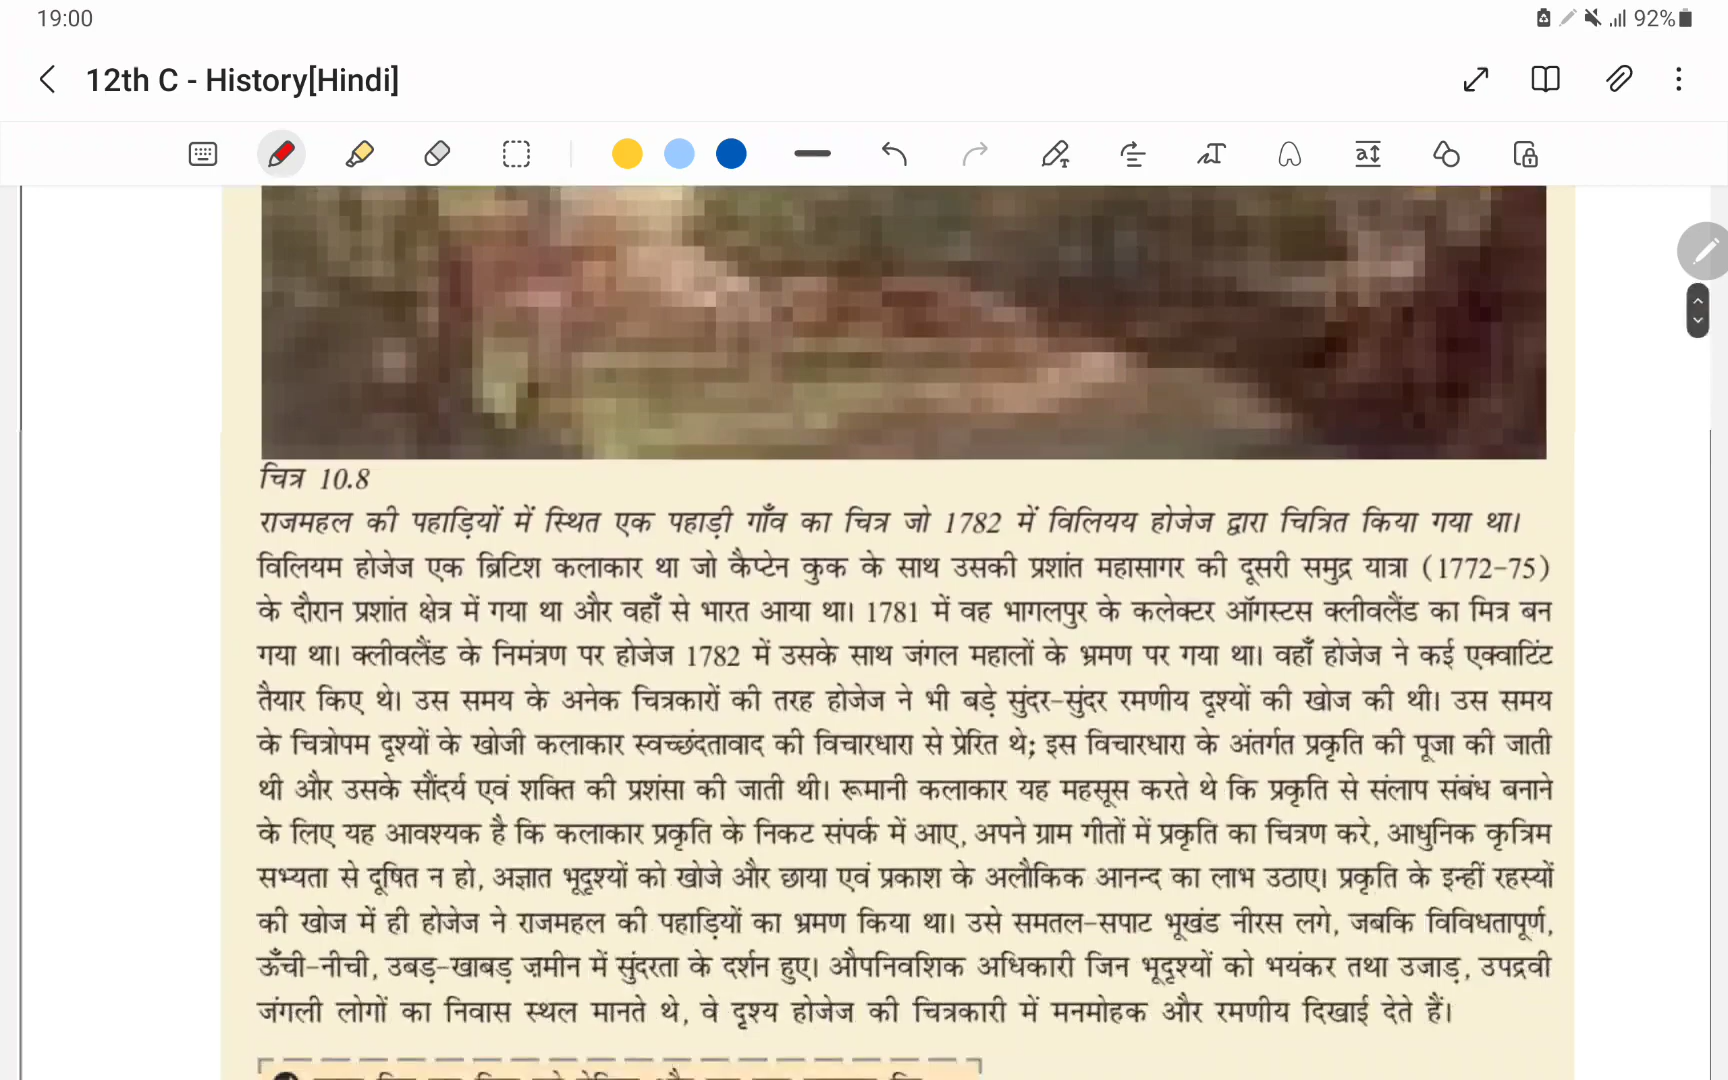 19:00
92%
12th C - History[Hindi]
चित्र 10.8
राजमहल की पहाड़ियों में स्थित एक पहाड़ी गाँव का चित्र जो 1782 में विलियय होजेज द्वारा चित्रित किया गया था।
विलियम होजेज एक ब्रिटिश कलाकार था जो कैप्टेन कुक के साथ उसकी प्रशांत महासागर की दूसरी समुद्र यात्रा (1772-75)
के दौरान प्रशांत क्षेत्र में गया था और वहाँ से भारत आया था। 1781 में वह भागलपुर के कलेक्टर ऑगस्टस क्लीवलैंड का मित्र बन
गया था। क्लीवलैंड के निमंत्रण पर होजेज 1782 में उसके साथ जंगल महालों के भ्रमण पर गया था। वहाँ होजेज ने कई एक्वाटिंट
तैयार किए थे। उस समय के अनेक चित्रकारों की तरह होजेज ने भी बड़े सुंदर-सुंदर रमणीय दृश्यों की खोज की थी। उस समय
के चित्रोपम दृश्यों के खोजी कलाकार स्वच्छंदतावाद की विचारधारा से प्रेरित थे; इस विचारधारा के अंतर्गत प्रकृति की पूजा की जाती
थी और उसके सौंदर्य एवं शक्ति की प्रशंसा की जाती थी। रूमानी कलाकार यह महसूस करते थे कि प्रकृति से संलाप संबंध बनाने
के लिए यह आवश्यक है कि कलाकार प्रकृति के निकट संपर्क में आए, अपने ग्राम गीतों में प्रकृति का चित्रण करे, आधुनिक कृत्रिम
सभ्यता से दूषित न हो, अज्ञात भूदृश्यों को खोजे और छाया एवं प्रकाश के अलौकिक आनन्द का लाभ उठाए। प्रकृति के इन्हीं रहस्यों
की खोज में ही होजेज ने राजमहल की पहाड़ियों का भ्रमण किया था। उसे समतल-सपाट भूखंड नीरस लगे, जबकि विविधतापूर्ण,
ऊँची-नीची, उबड़-खाबड़ ज़मीन में सुंदरता के दर्शन हुए। औपनिवशिक अधिकारी जिन भूदृश्यों को भयंकर तथा उजाड़, उपद्रवी
जंगली लोगों का निवास स्थल मानते थे, वे दृश्य होजेज की चित्रकारी में मनमोहक और रमणीय दिखाई देते हैं।